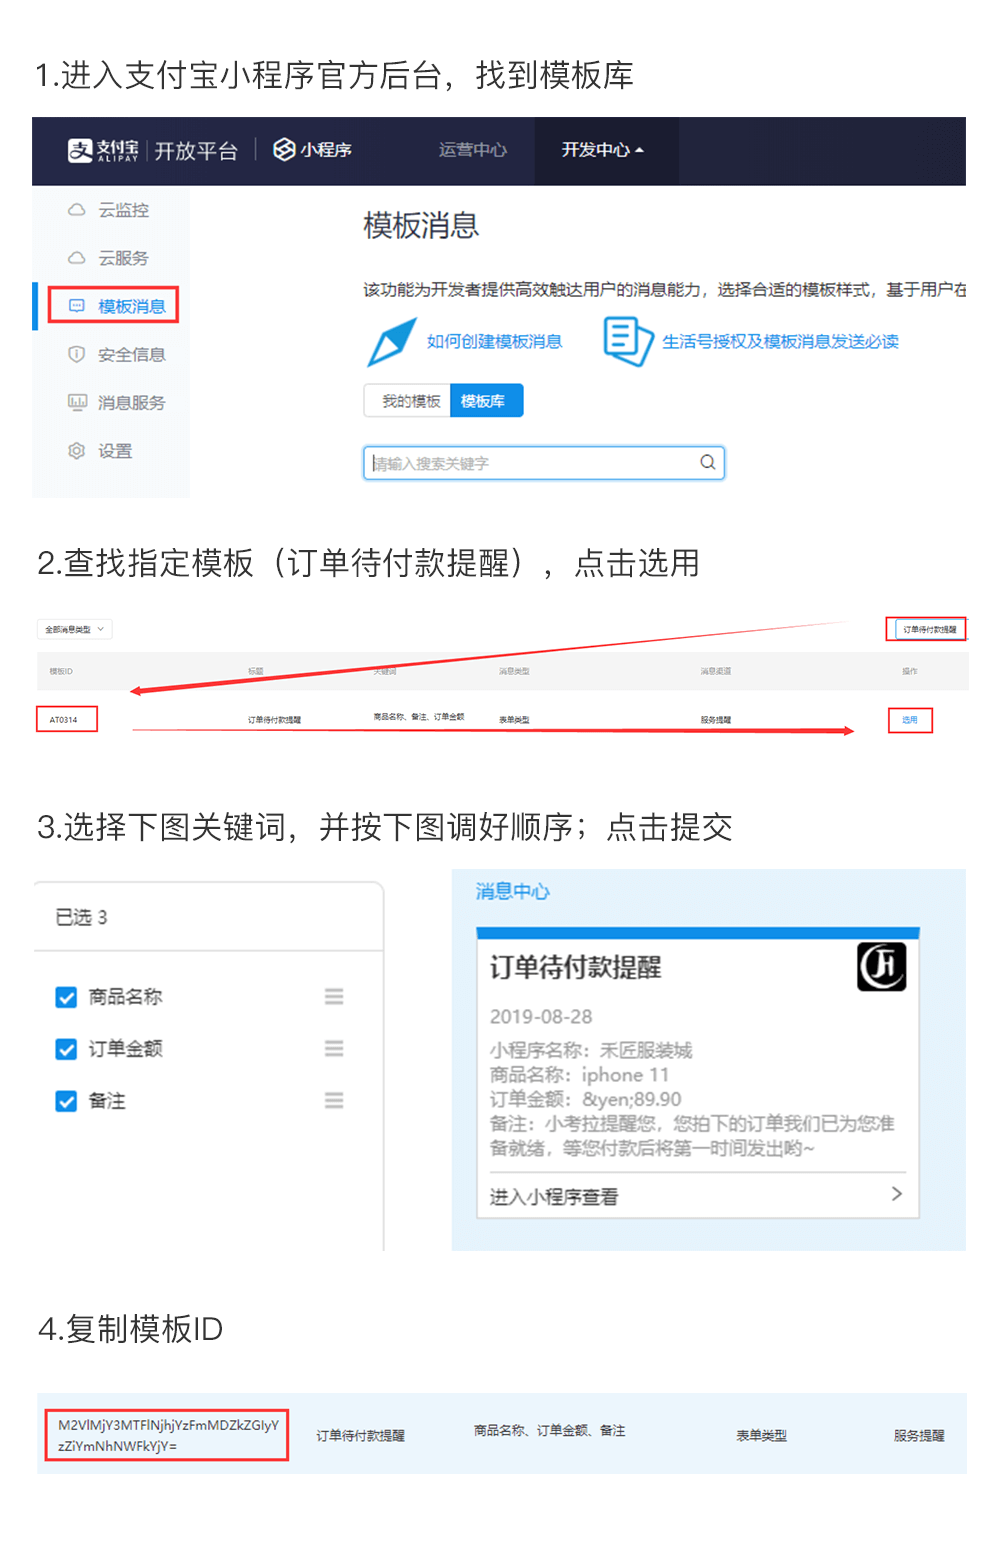 1.进入支付宝小程序官方后台，找到模板库
支付宝 ALIPAY 开放平台 小程序 运营中心 开发中心
云监控
云服务
模板消息
安全信息
消息服务
设置
模板消息
该功能为开发者提供高效触达用户的消息能力，选择合适的模板样式，基于用户在
如何创建模板消息 生活号授权及模板消息发送必读
我的模板 模板库
请输入搜索关键字
2.查找指定模板（订单待付款提醒），点击选用
全部消息类型 订单待付款提醒
模板ID 标题 关键词 消息类型 消息渠道 操作
AT0314 订单待付款提醒 商品名称、备注、订单金额 表单类型 服务提醒 选用
3.选择下图关键词，并按下图调好顺序；点击提交
已选 3
商品名称
订单金额
备注
消息中心
订单待付款提醒
2019-08-28
小程序名称：禾匠服装城
商品名称：iphone 11
订单金额：&yen;89.90
备注：小考拉提醒您，您拍下的订单我们已为您准
备就绪，等您付款后将第一时间发出哟~
进入小程序查看
4.复制模板ID
M2VlMjY3MTFlNjhjYzFmMDZkZGIyY
zZiYmNhNWFkYjY=
订单待付款提醒 商品名称、订单金额、备注 表单类型 服务提醒